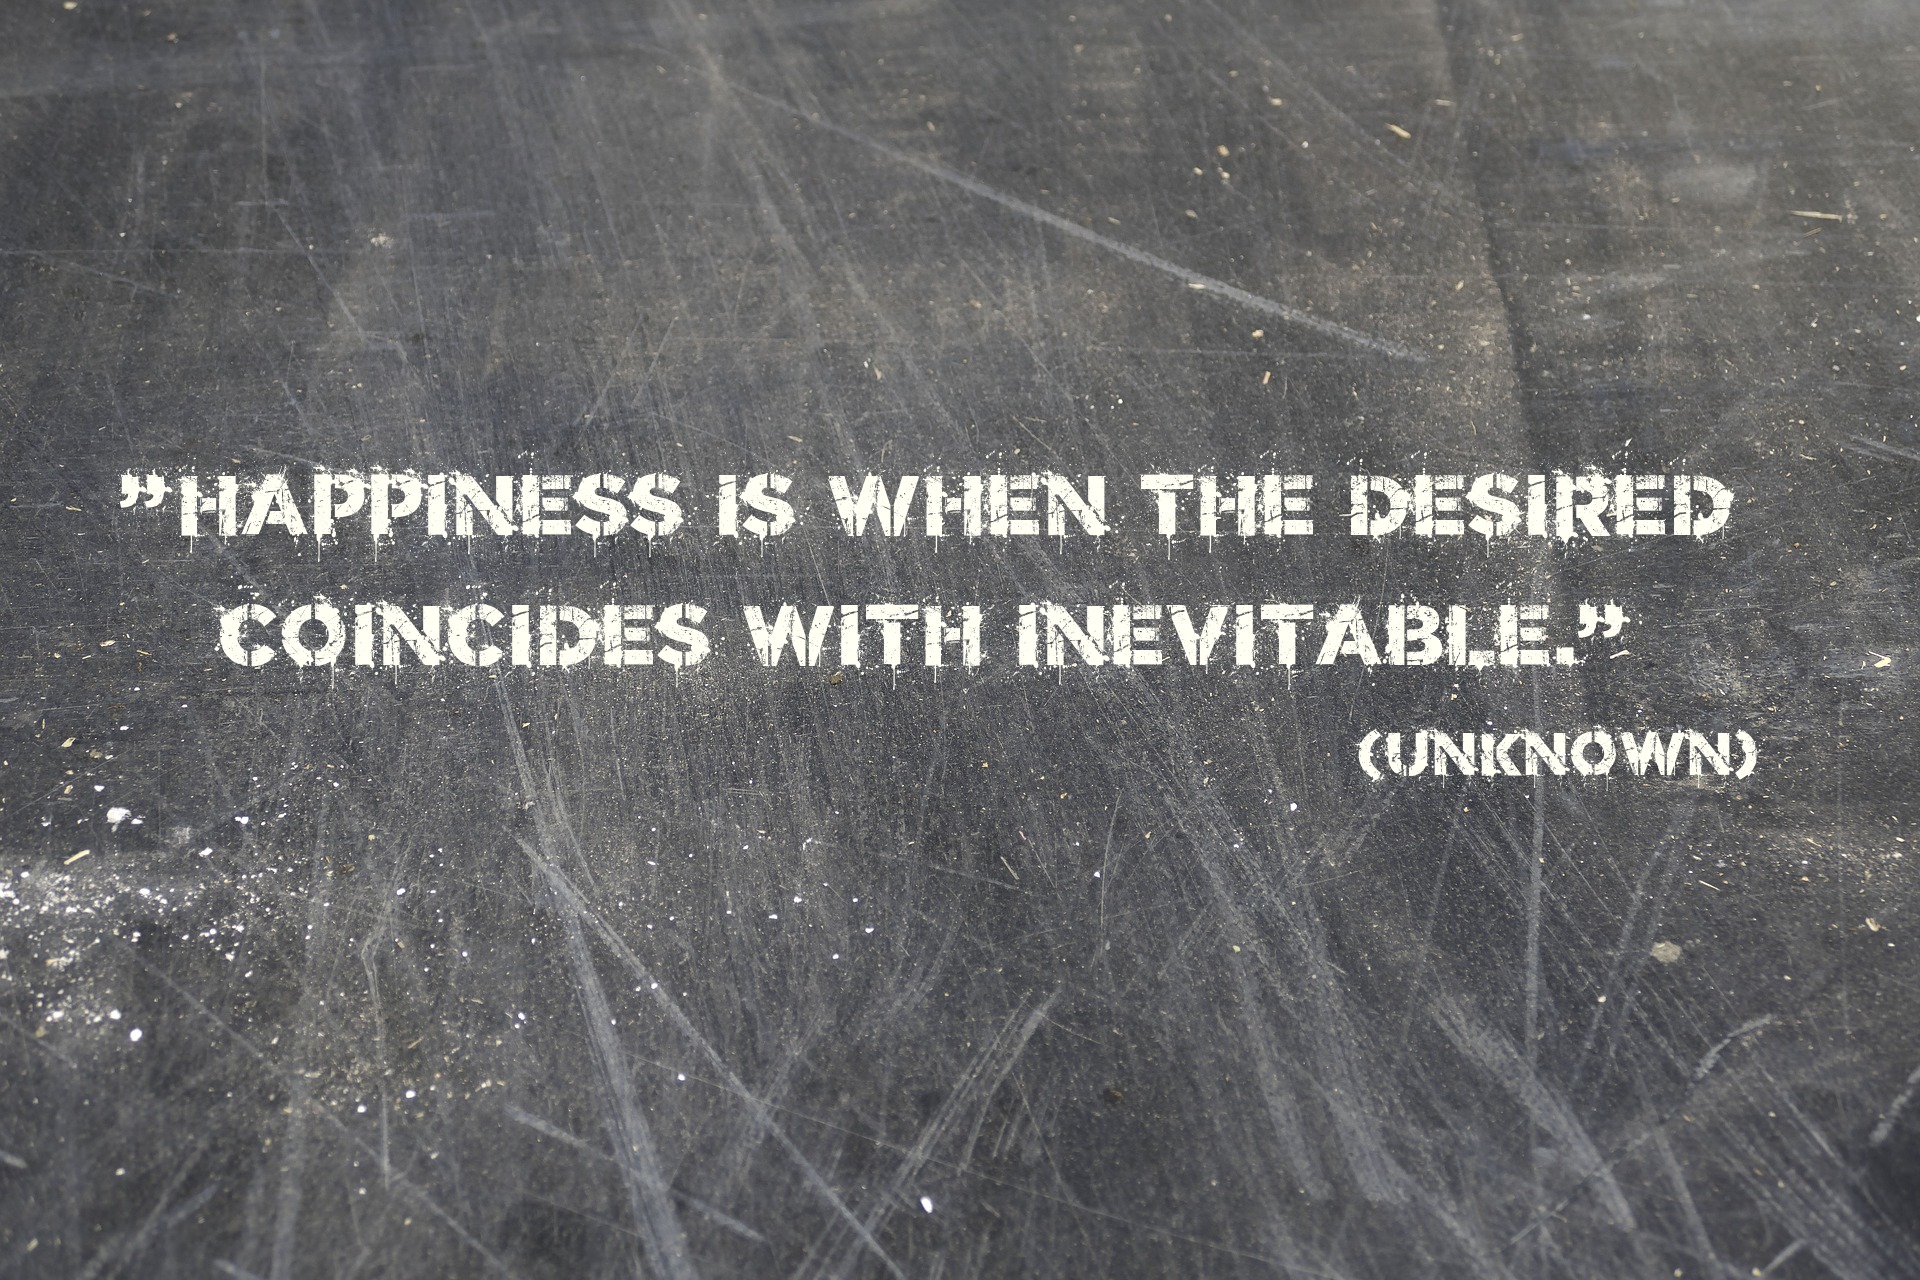 ”HAPPINESS IS WHEN THE DESIRED
COINCIDES WITH INEVITABLE.”
(UNKNOWN)